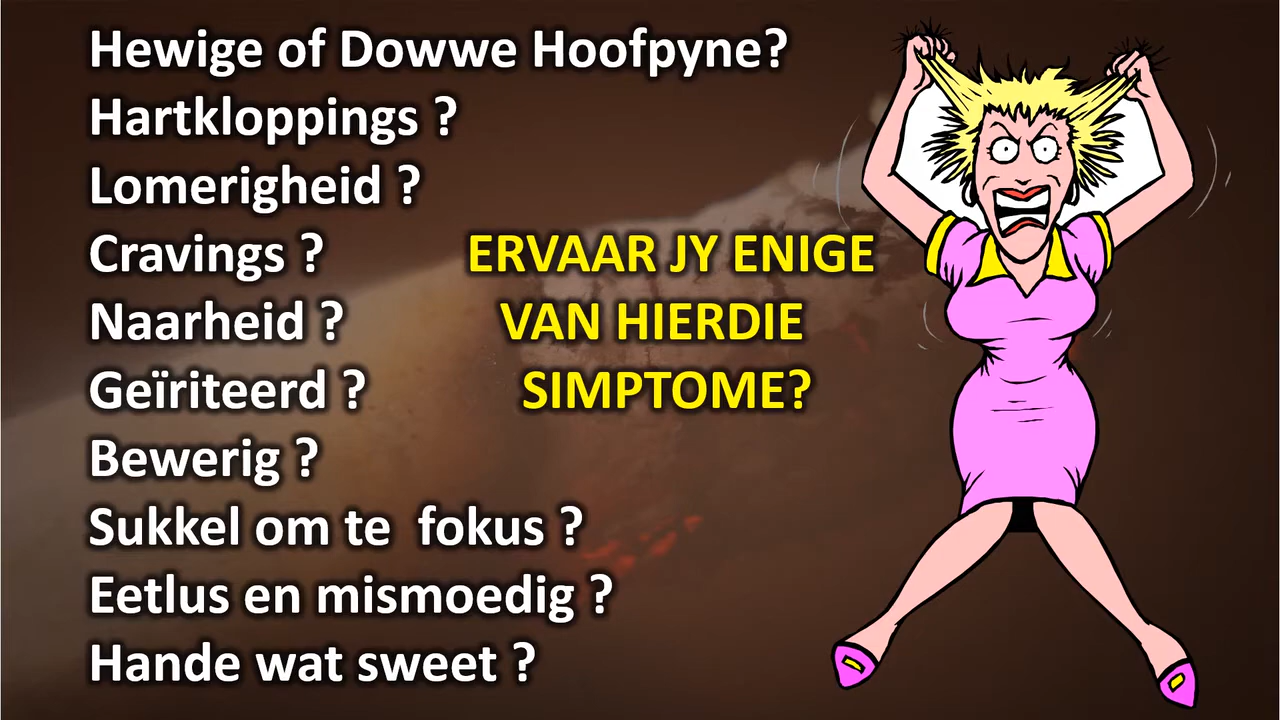 Hewige of Dowwe Hoofpyne?
Hartkloppings ?
Lomerigheid ?
Cravings ?
Naarheid ?
Geïriteerd ?
Bewerig ?
Sukkel om te  fokus ?
Eetlus en mismoedig ?
Hande wat sweet ?
ERVAAR JY ENIGE
VAN HIERDIE
SIMPTOME?